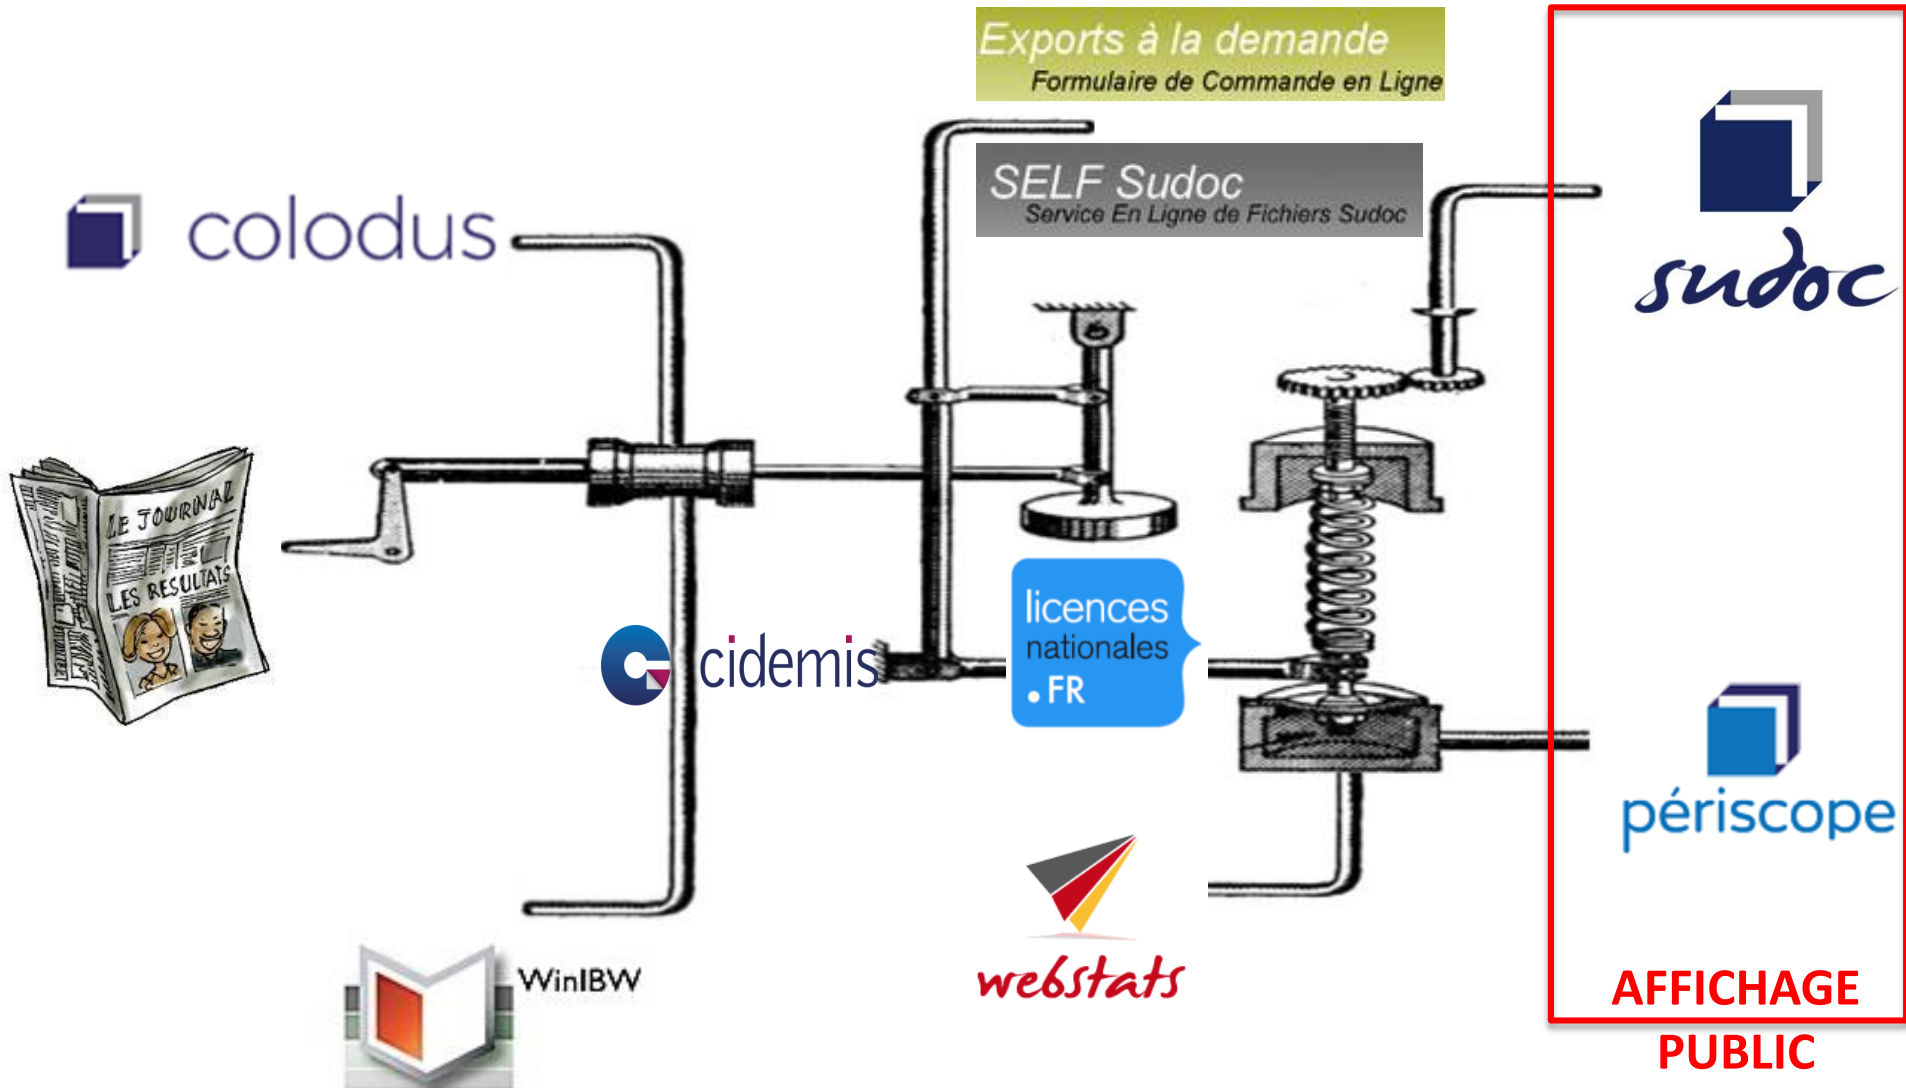 Exports à la demande
Formulaire de Commande en Ligne
SELF Sudoc
Service En Ligne de Fichiers Sudoc
colodus
sudoc
LE JOURNAL
LES RESULTATS
licences
nationales
.FR
cidemis
périscope
webstats
WinIBW
AFFICHAGE
PUBLIC